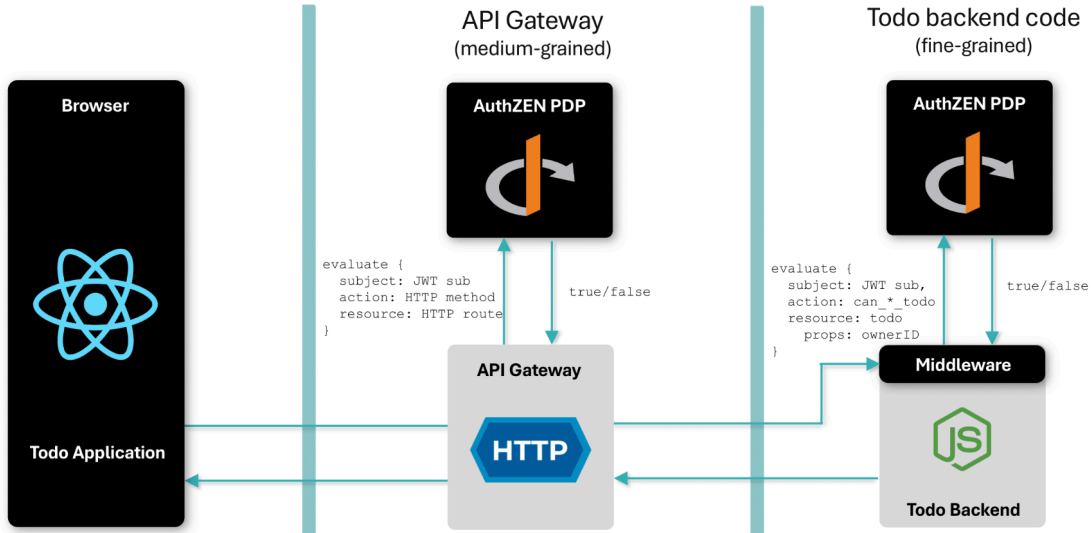 API Gateway
(medium-grained)
Todo backend code
(fine-grained)
Browser
Todo Application
AuthZEN PDP
evaluate {
  subject: JWT sub
  action: HTTP method
  resource: HTTP route
}
true/false
API Gateway
HTTP
AuthZEN PDP
evaluate {
  subject: JWT sub,
  action: can_*_todo
  resource: todo
    props: ownerID
}
true/false
Middleware
JS
Todo Backend